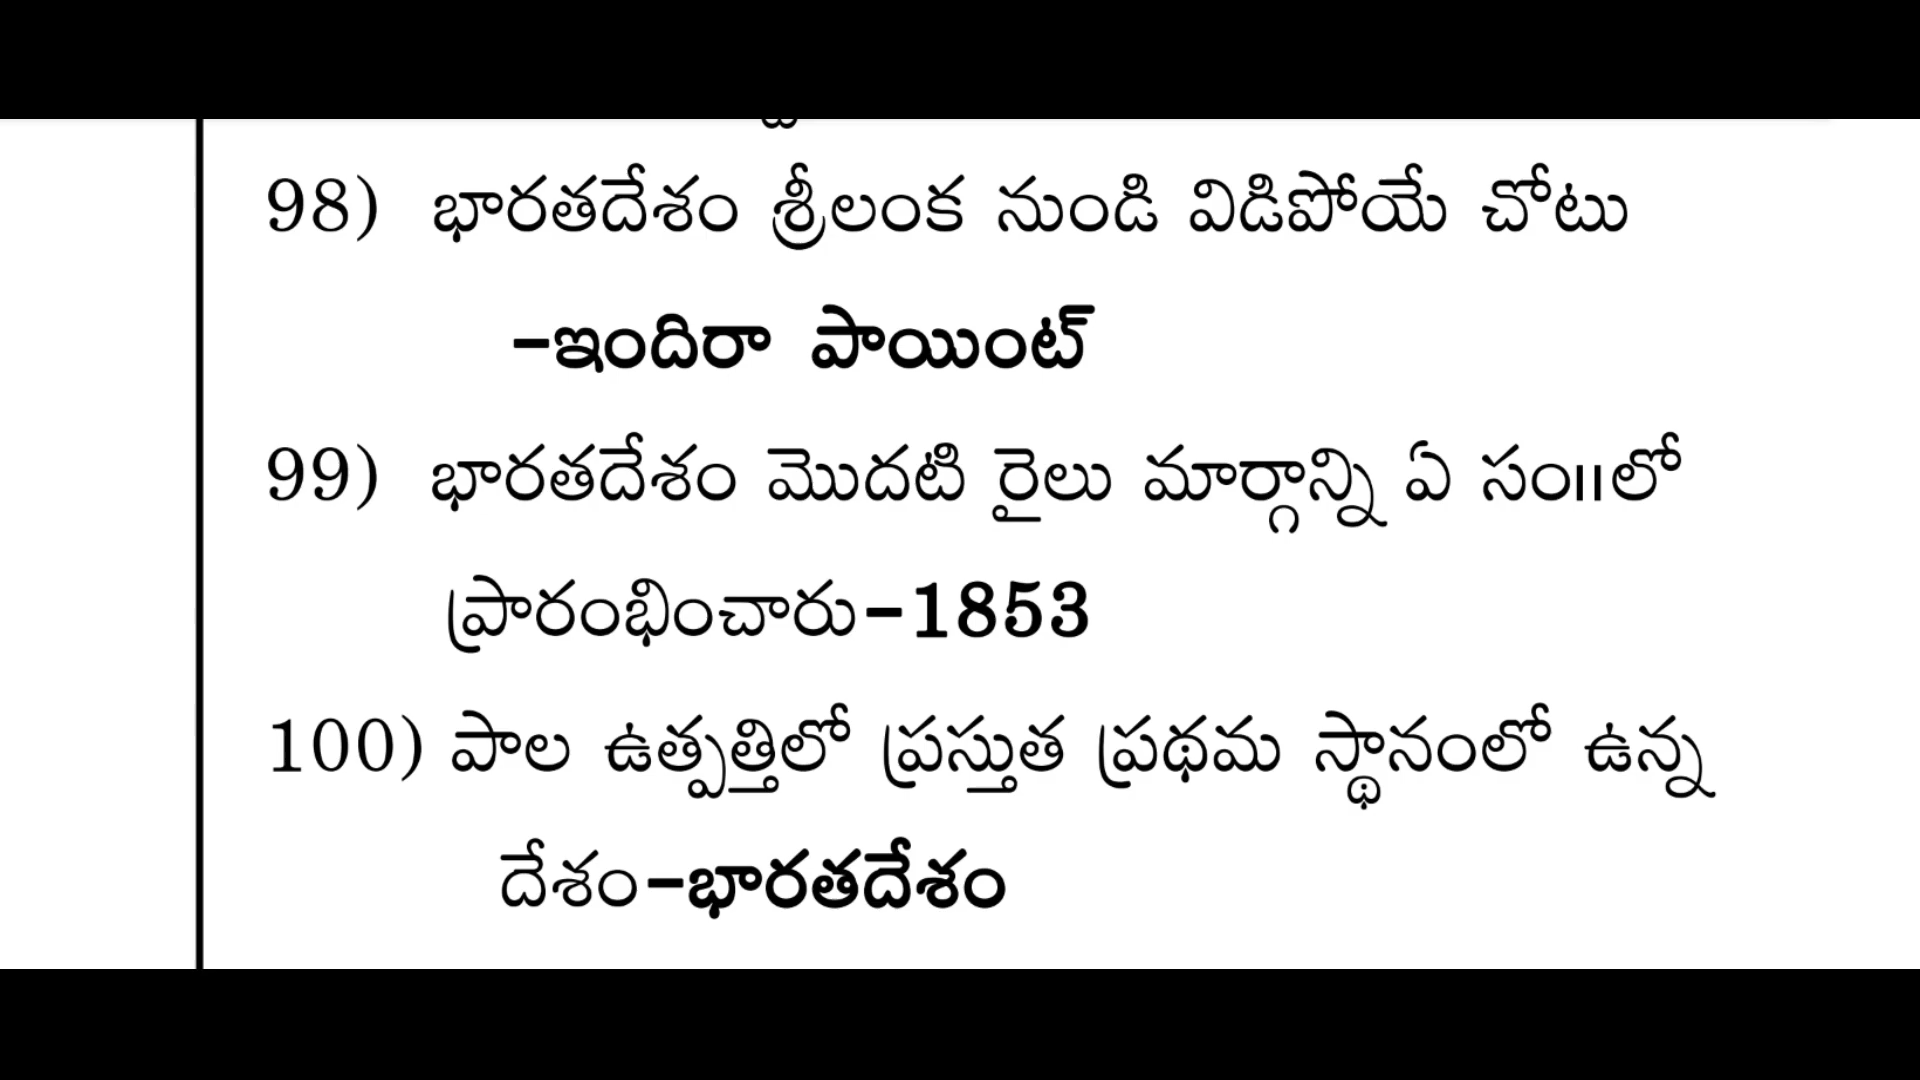 98) భారతదేశం శ్రీలంక నుండి విడిపోయే చోటు
-ఇందిరా పాయింట్
99) భారతదేశం మొదటి రైలు మార్గాన్ని ఏ సం॥లో
ప్రారంభించారు-1853
100) పాల ఉత్పత్తిలో ప్రస్తుత ప్రథమ స్థానంలో ఉన్న
దేశం-భారతదేశం